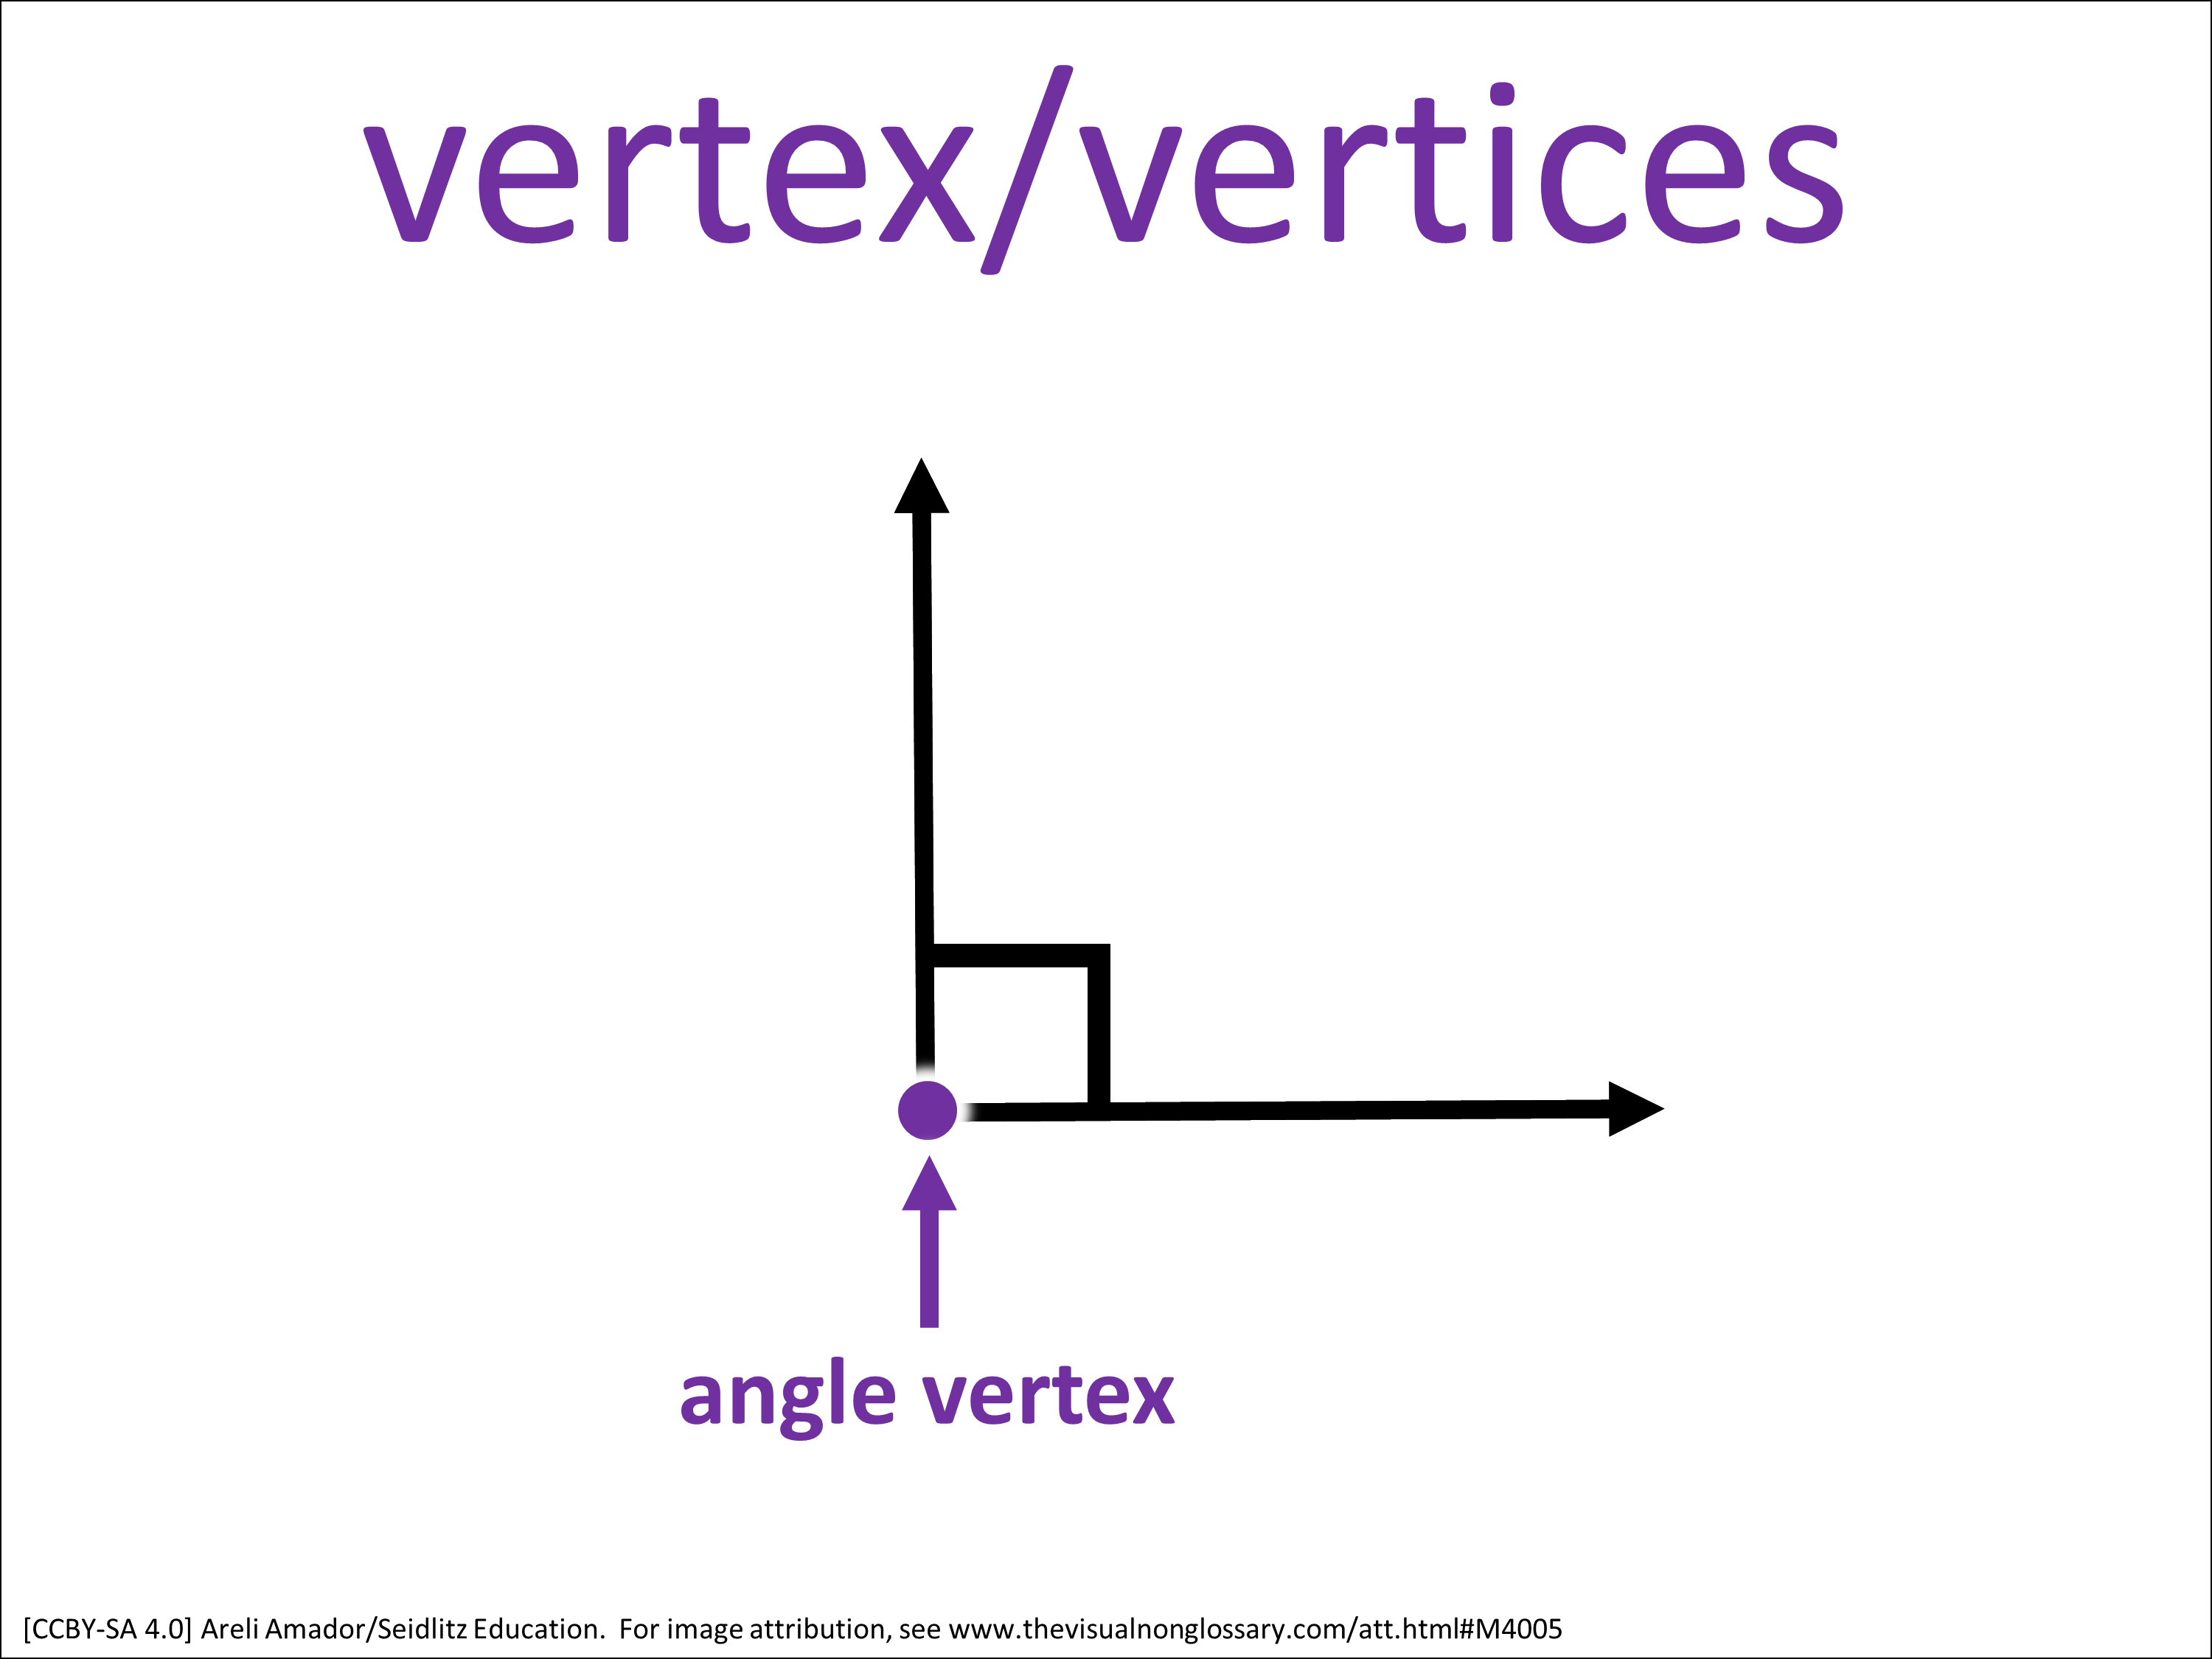 vertex/vertices
angle vertex
[CCBY-SA 4.0] Areli Amador/Seidlitz Education.  For image attribution, see www.thevisualnonglossary.com/att.html#M4005